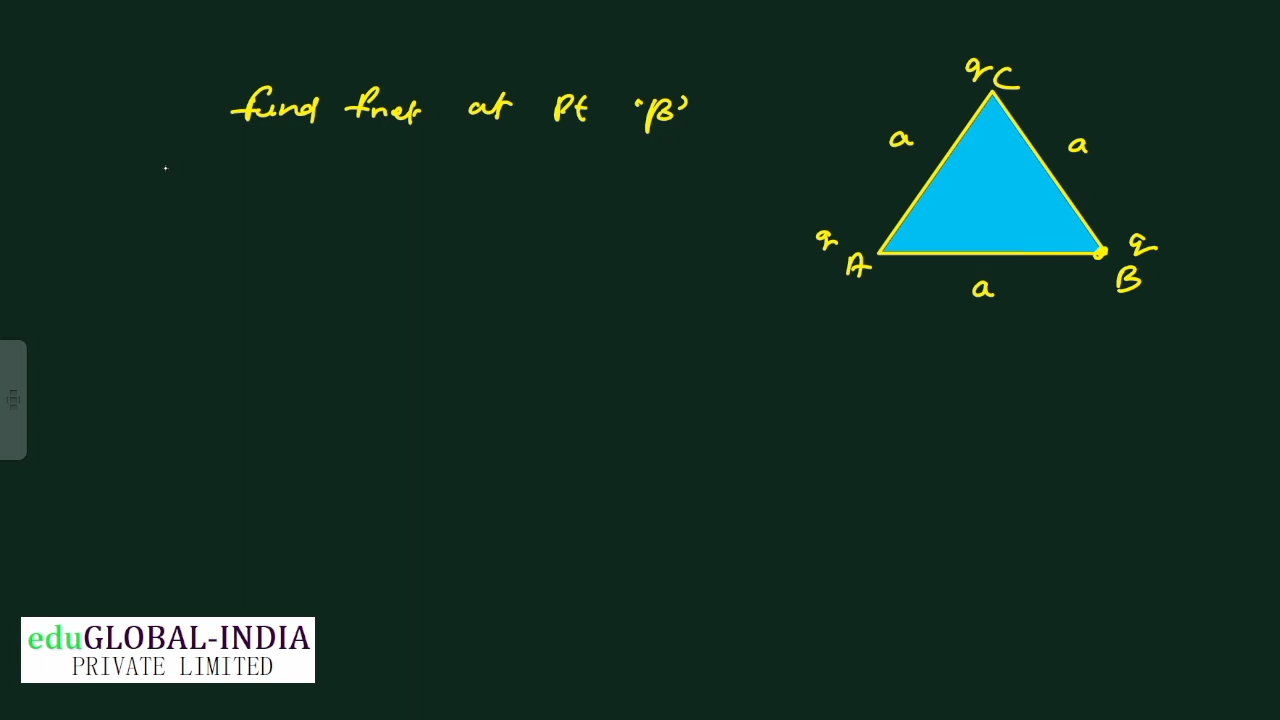 find fnet at Pt 'B'
q C
a
a
q
A
q
B
a
eduGLOBAL-INDIA
PRIVATE LIMITED